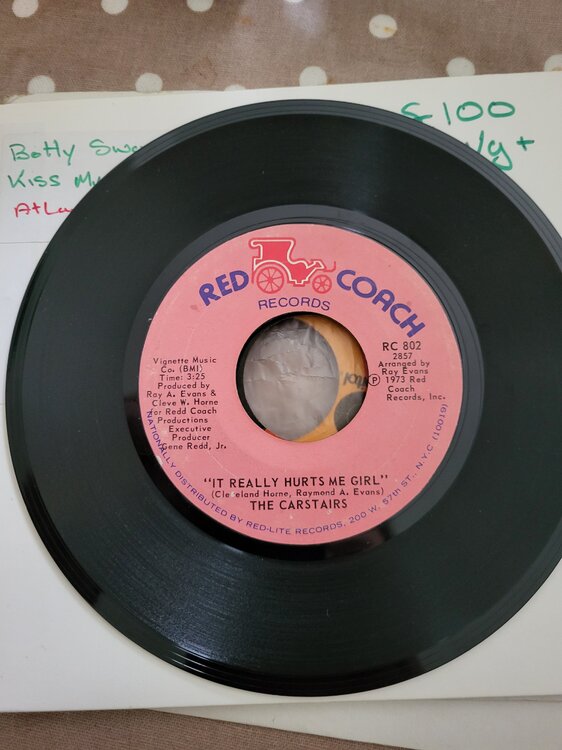 £100
Vg+
Betty
Kiss My
RED COACH
RECORDS
RC 802
2857
Arranged by
Ray Evans
Ⓟ 1973 Red
Coach
Records, Inc.
Vignette Music
Co. (BMI)
Time: 3:25
Produced by
Ray A. Evans &
Cleve W. Horne
for Redd Coach
Productions
Executive
Producer
Gene Redd, Jr.
"IT REALLY HURTS ME GIRL"
(Cleveland Horne, Raymond A. Evans)
THE CARSTAIRS
NATIONALLY DISTRIBUTED BY RED-LITE RECORDS, 200 W. 57th ST., N.Y.C. (10019)